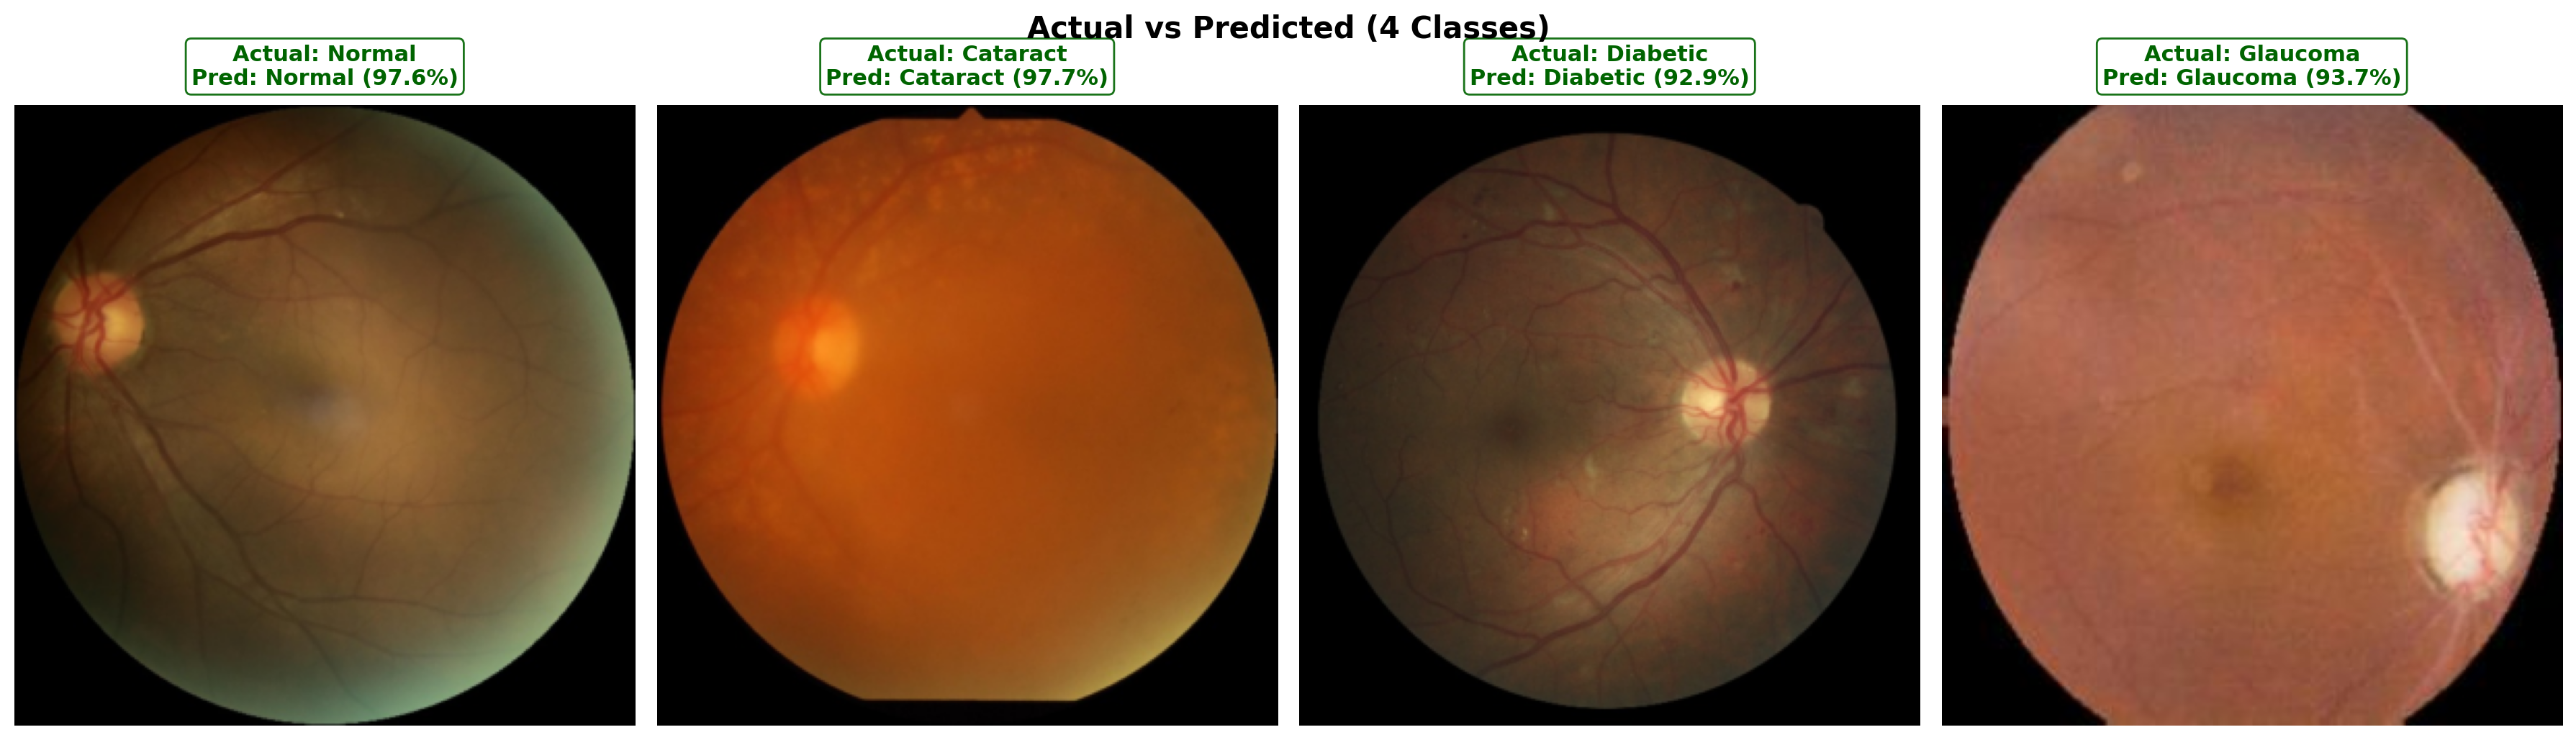 Actual vs Predicted (4 Classes)
Actual: Normal
Pred: Normal (97.6%)
Actual: Cataract
Pred: Cataract (97.7%)
Actual: Diabetic
Pred: Diabetic (92.9%)
Actual: Glaucoma
Pred: Glaucoma (93.7%)